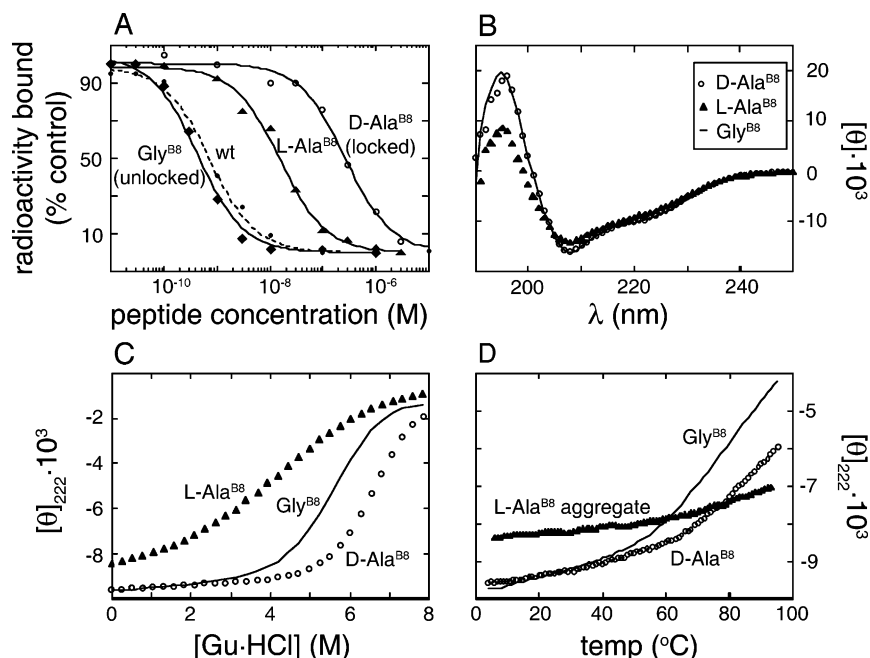 A
radioactivity bound
(% control)
90
50
10
Gly^B8
(unlocked)
wt
L-Ala^B8
D-Ala^B8
(locked)
10^-10
10^-8
10^-6
peptide concentration (M)
B
D-Ala^B8
L-Ala^B8
Gly^B8
20
10
0
-10
[θ]·10^3
200
220
240
λ (nm)
C
[θ]222·10^3
-2
-4
-6
-8
L-Ala^B8
Gly^B8
D-Ala^B8
0
2
4
6
8
[Gu·HCl] (M)
D
Gly^B8
L-Ala^B8 aggregate
D-Ala^B8
-5
-7
-9
[θ]222·10^3
0
20
40
60
80
100
temp (°C)